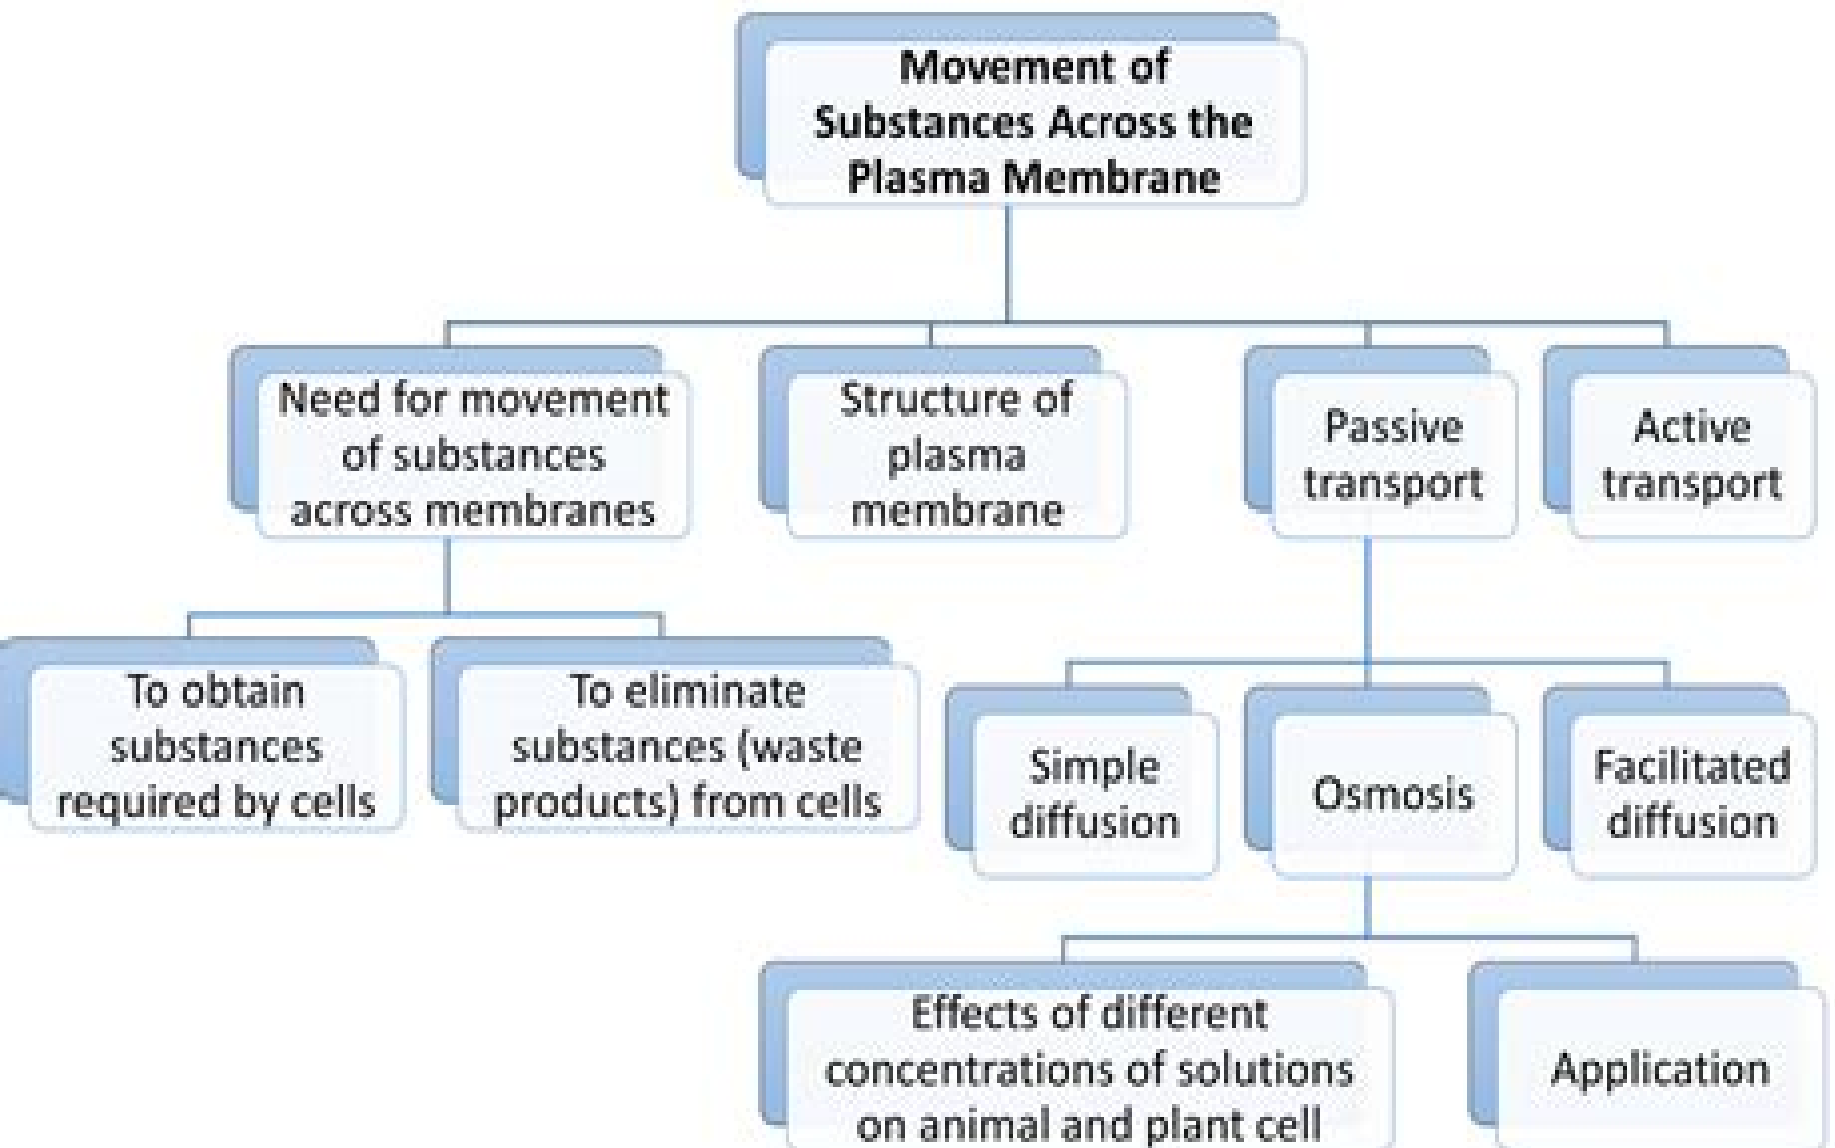 Movement of
Substances Across the
Plasma Membrane
Need for movement
of substances
across membranes
Structure of
plasma
membrane
Passive
transport
Active
transport
To obtain
substances
required by cells
To eliminate
substances (waste
products) from cells
Simple
diffusion
Osmosis
Facilitated
diffusion
Effects of different
concentrations of solutions
on animal and plant cell
Application